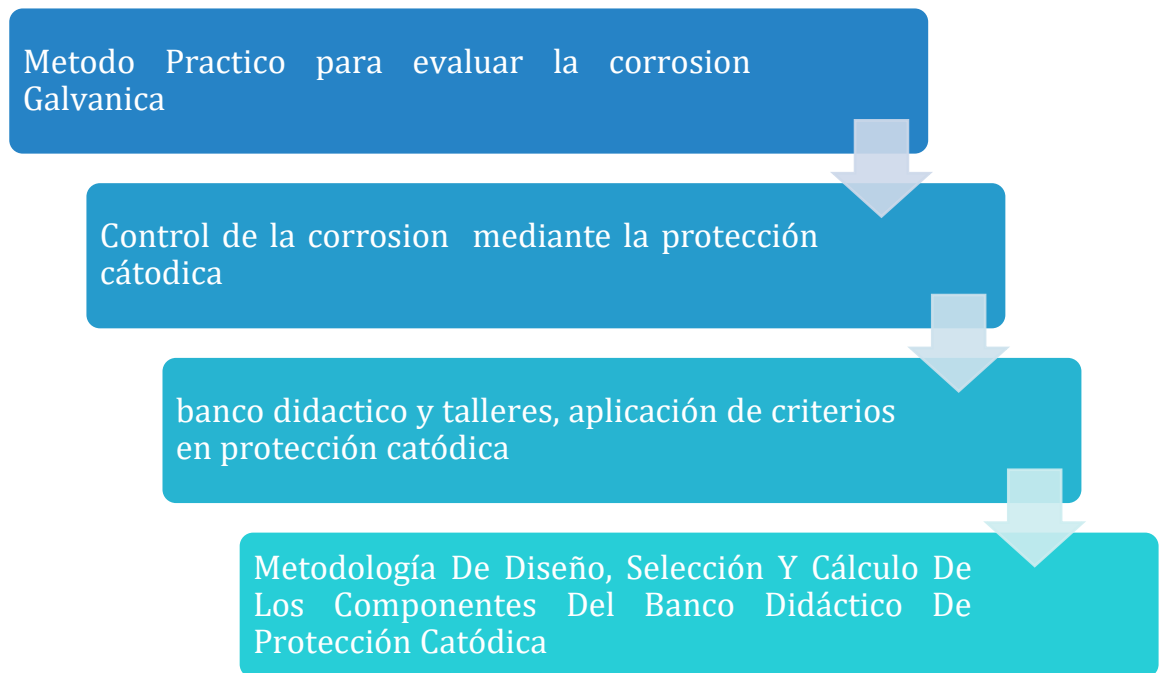 Metodo Practico para evaluar la corrosion
Galvanica
Control de la corrosion mediante la protección
cátodica
banco didactico y talleres, aplicación de criterios
en protección catódica
Metodología De Diseño, Selección Y Cálculo De
Los Componentes Del Banco Didáctico De
Protección Catódica